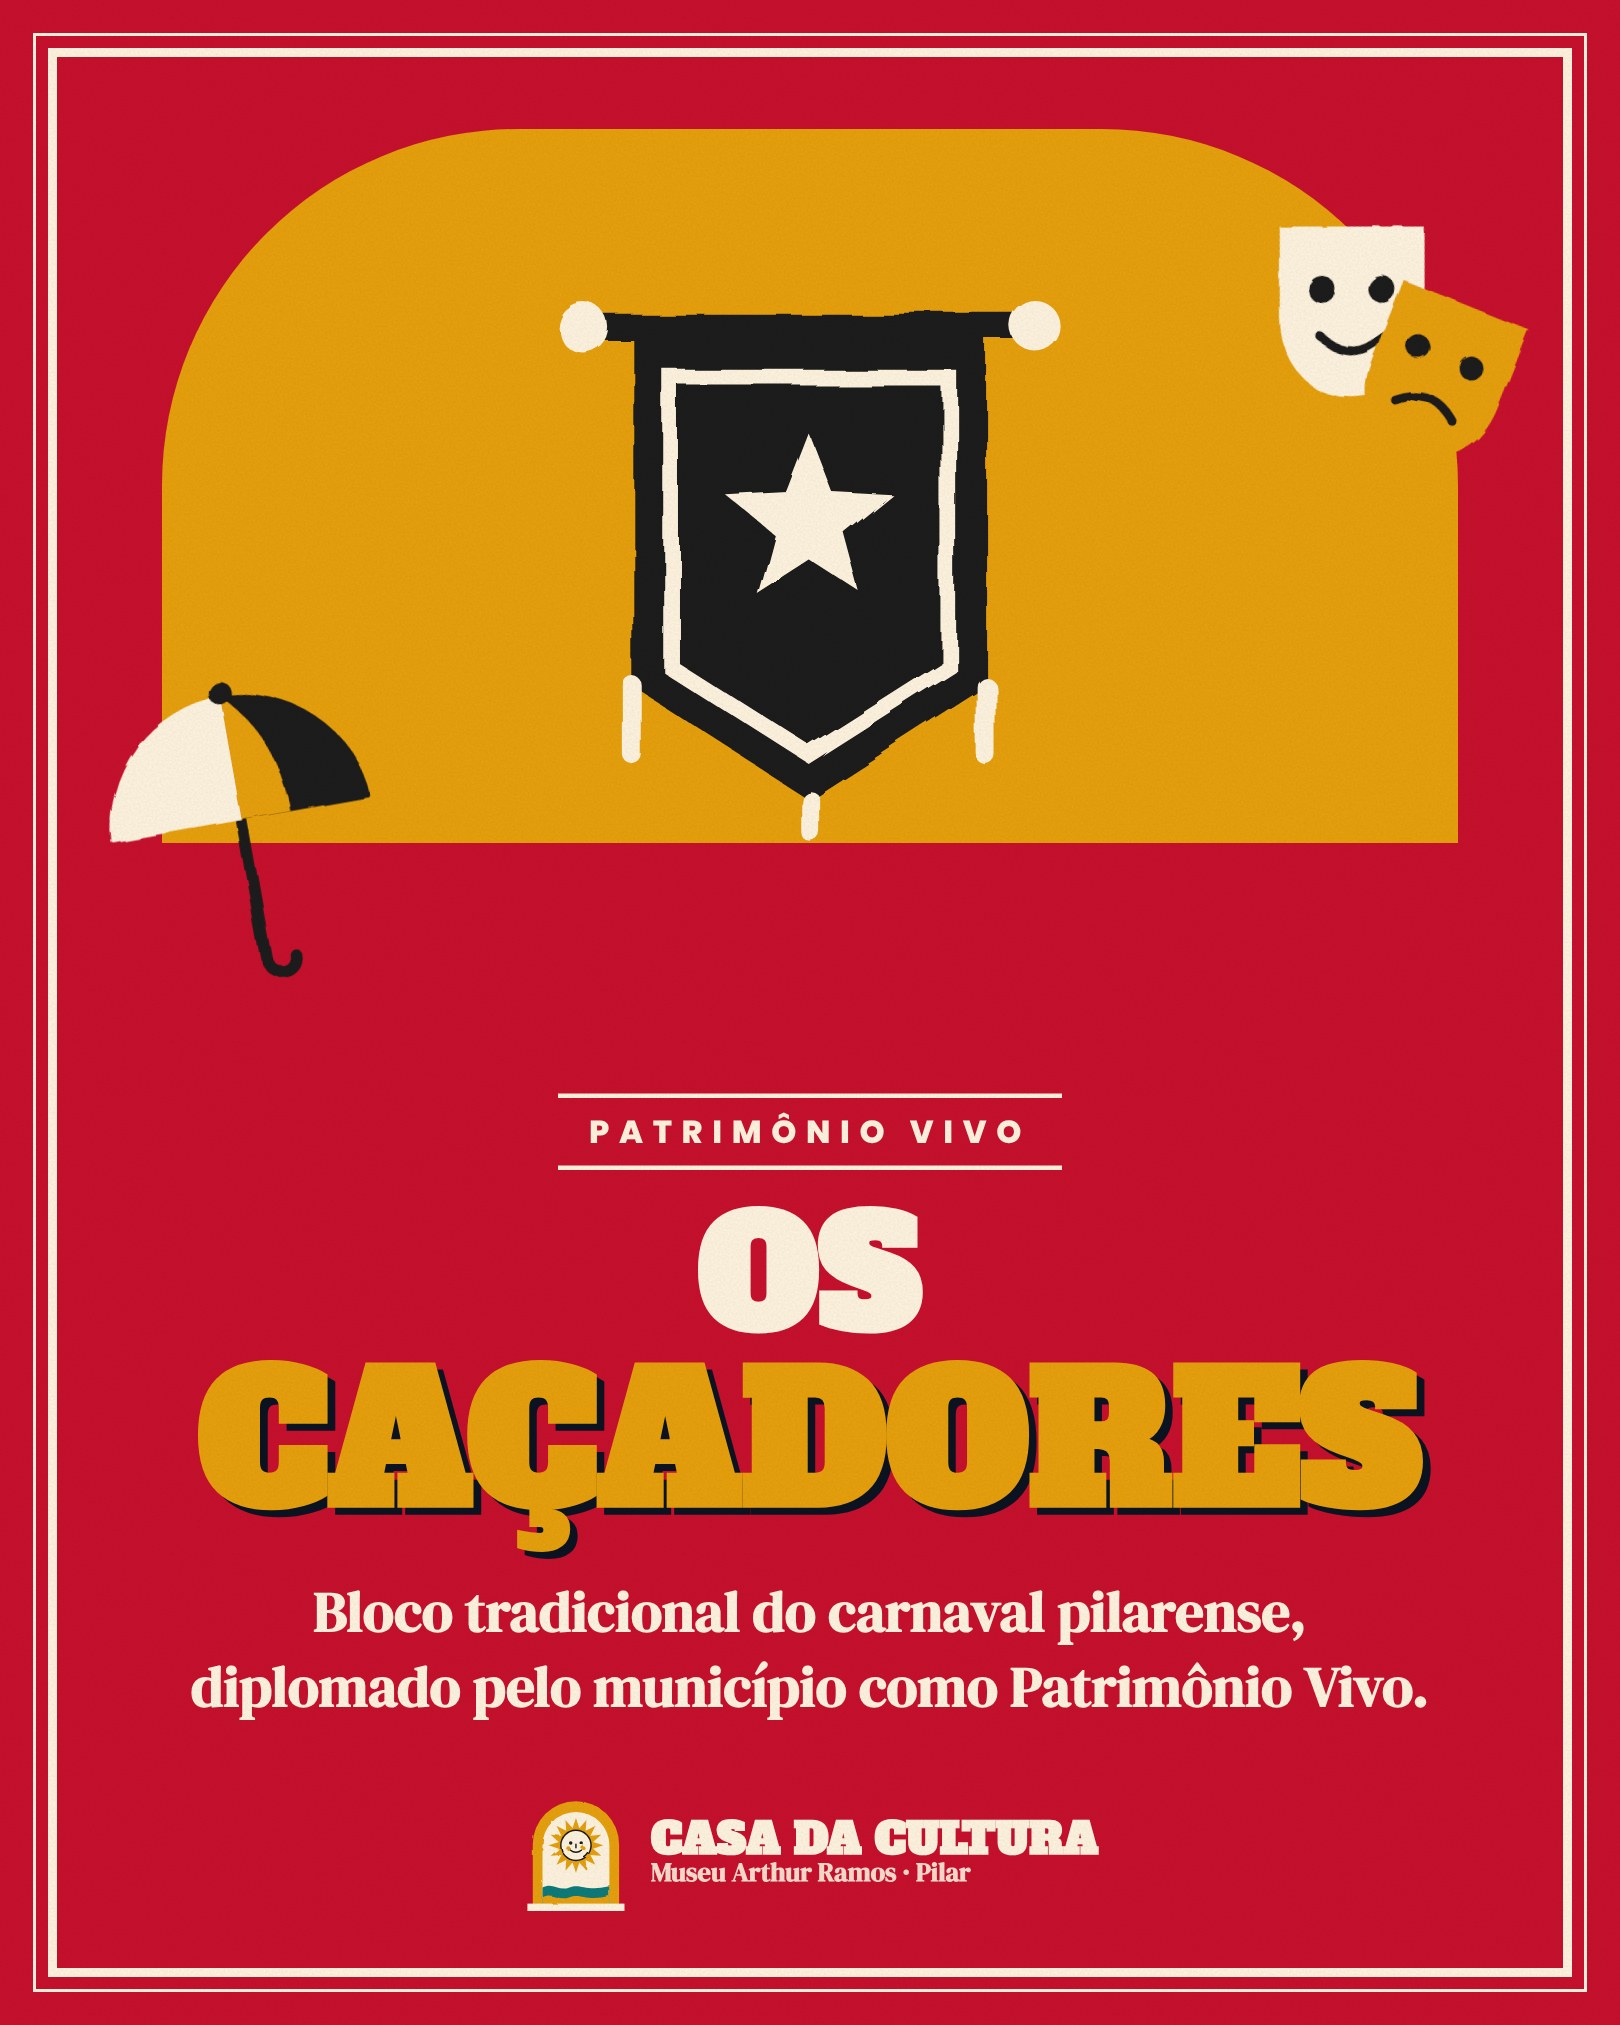 PATRIMÔNIO VIVO
OS
CAÇADORES
Bloco tradicional do carnaval pilarense,
diplomado pelo município como Patrimônio Vivo.
CASA DA CULTURA
Museu Arthur Ramos · Pilar